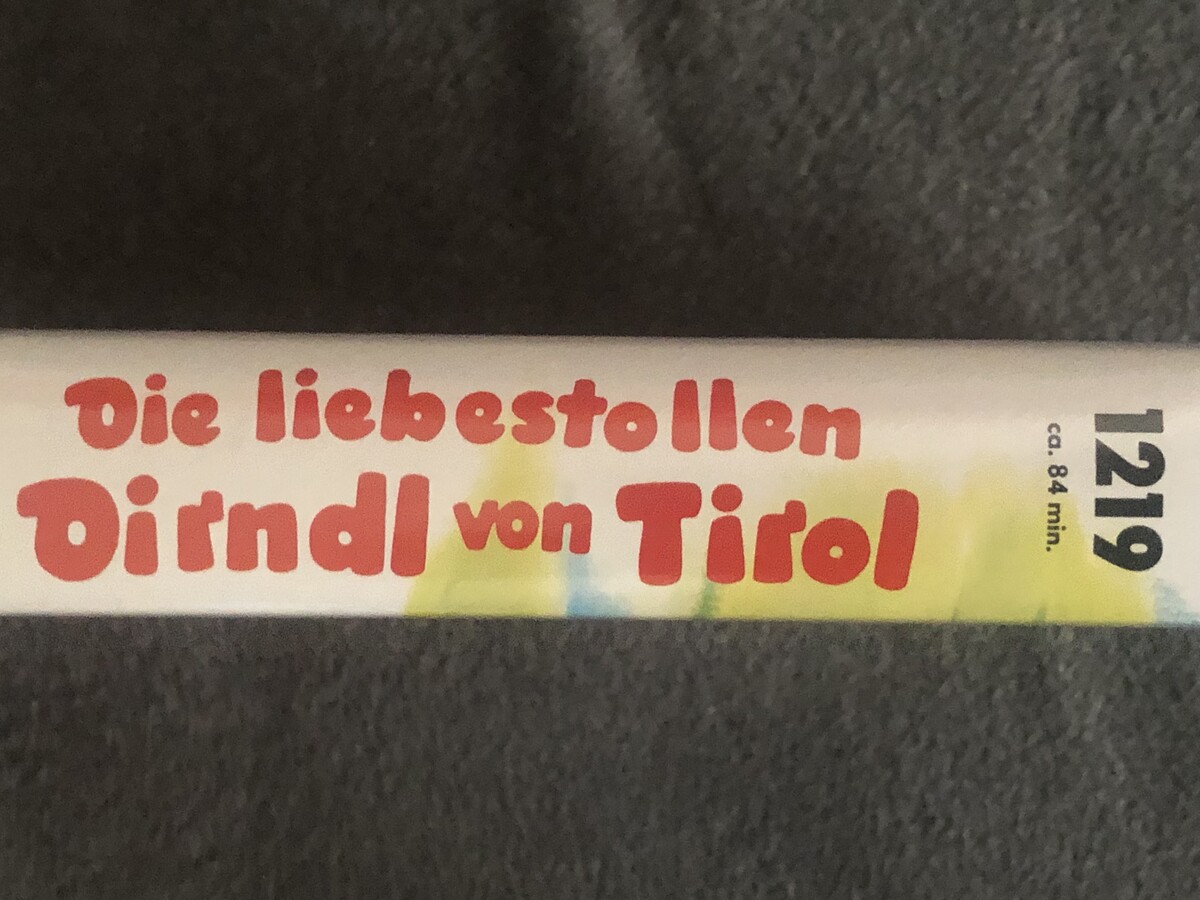 Die liebestollen
Dirndl von Tirol
1219
ca. 84 min.